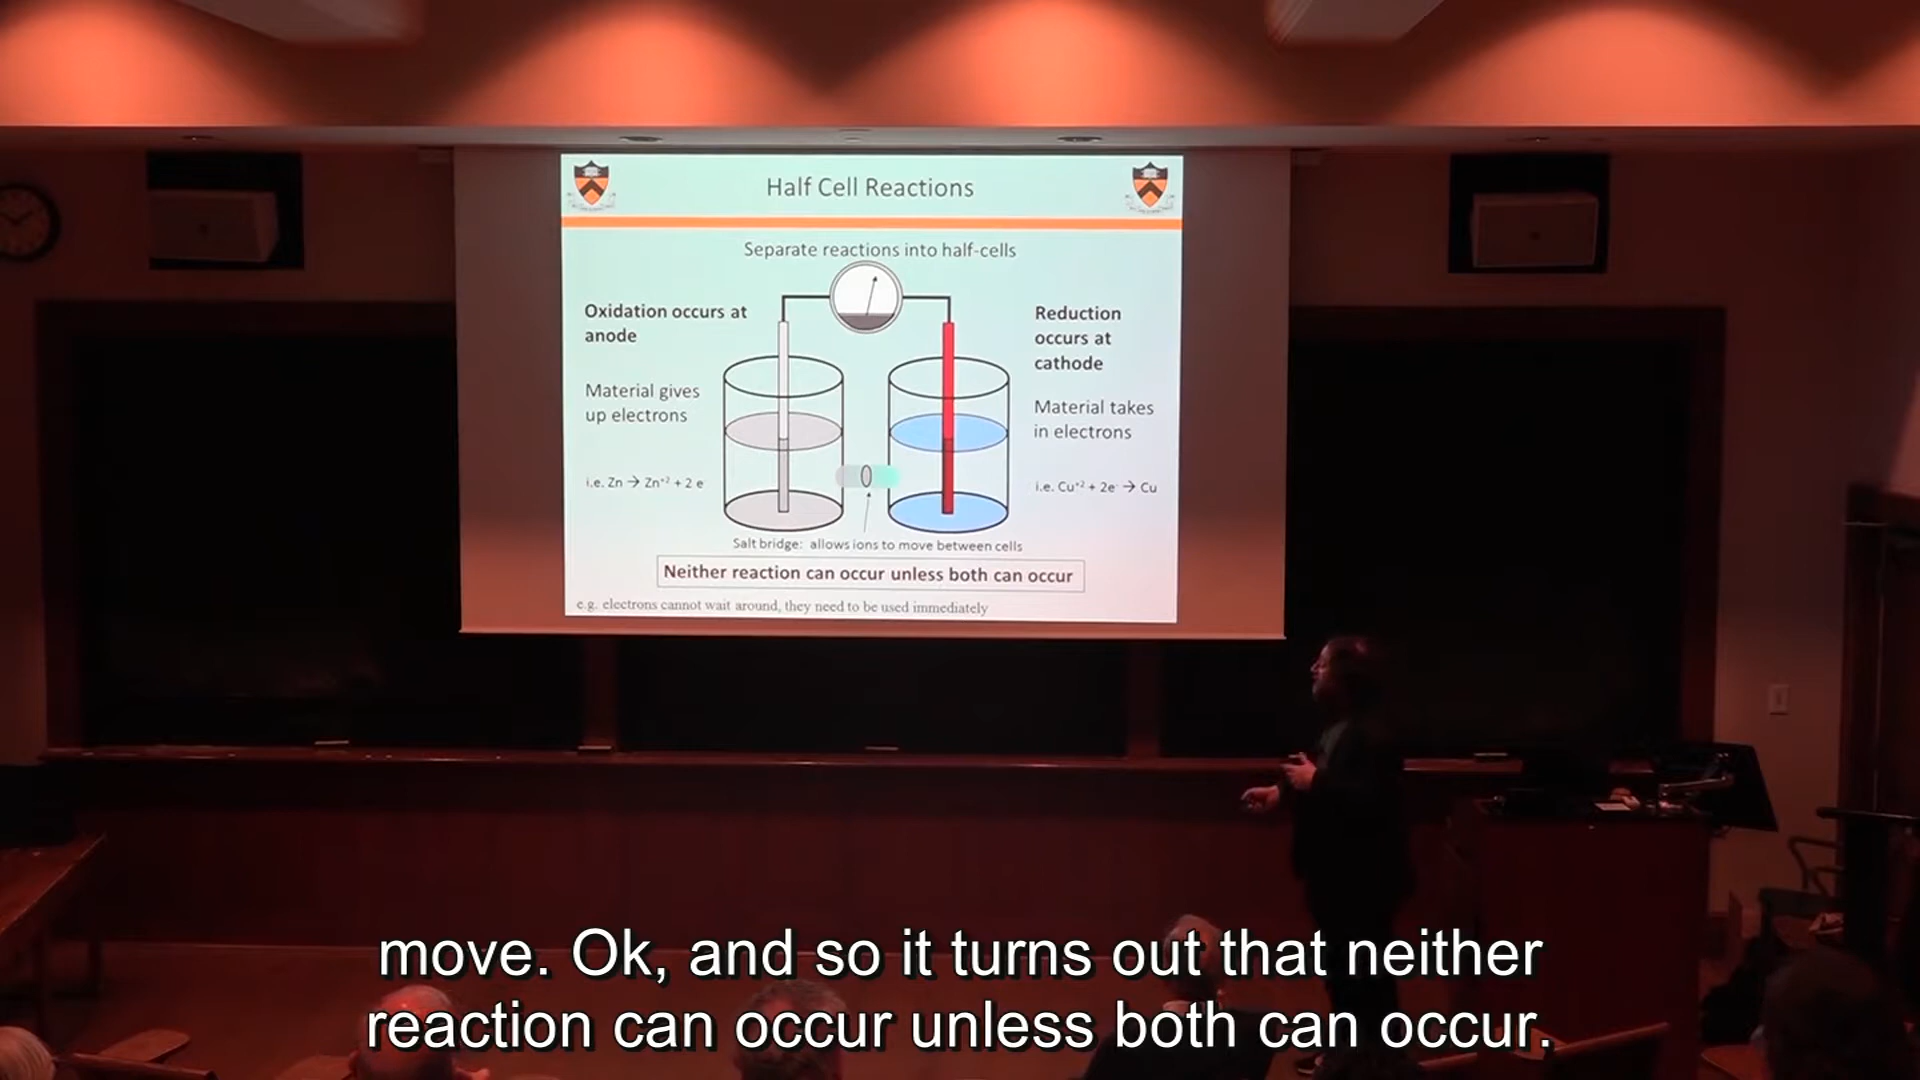 Half Cell Reactions
Separate reactions into half-cells
Oxidation occurs at
anode
Material gives
up electrons
i.e. Zn → Zn⁺² + 2 e
Reduction
occurs at
cathode
Material takes
in electrons
i.e. Cu⁺² + 2e⁻ → Cu
Salt bridge: allows ions to move between cells
Neither reaction can occur unless both can occur
e.g. electrons cannot wait around, they need to be used immediately
move. Ok, and so it turns out that neither
reaction can occur unless both can occur.